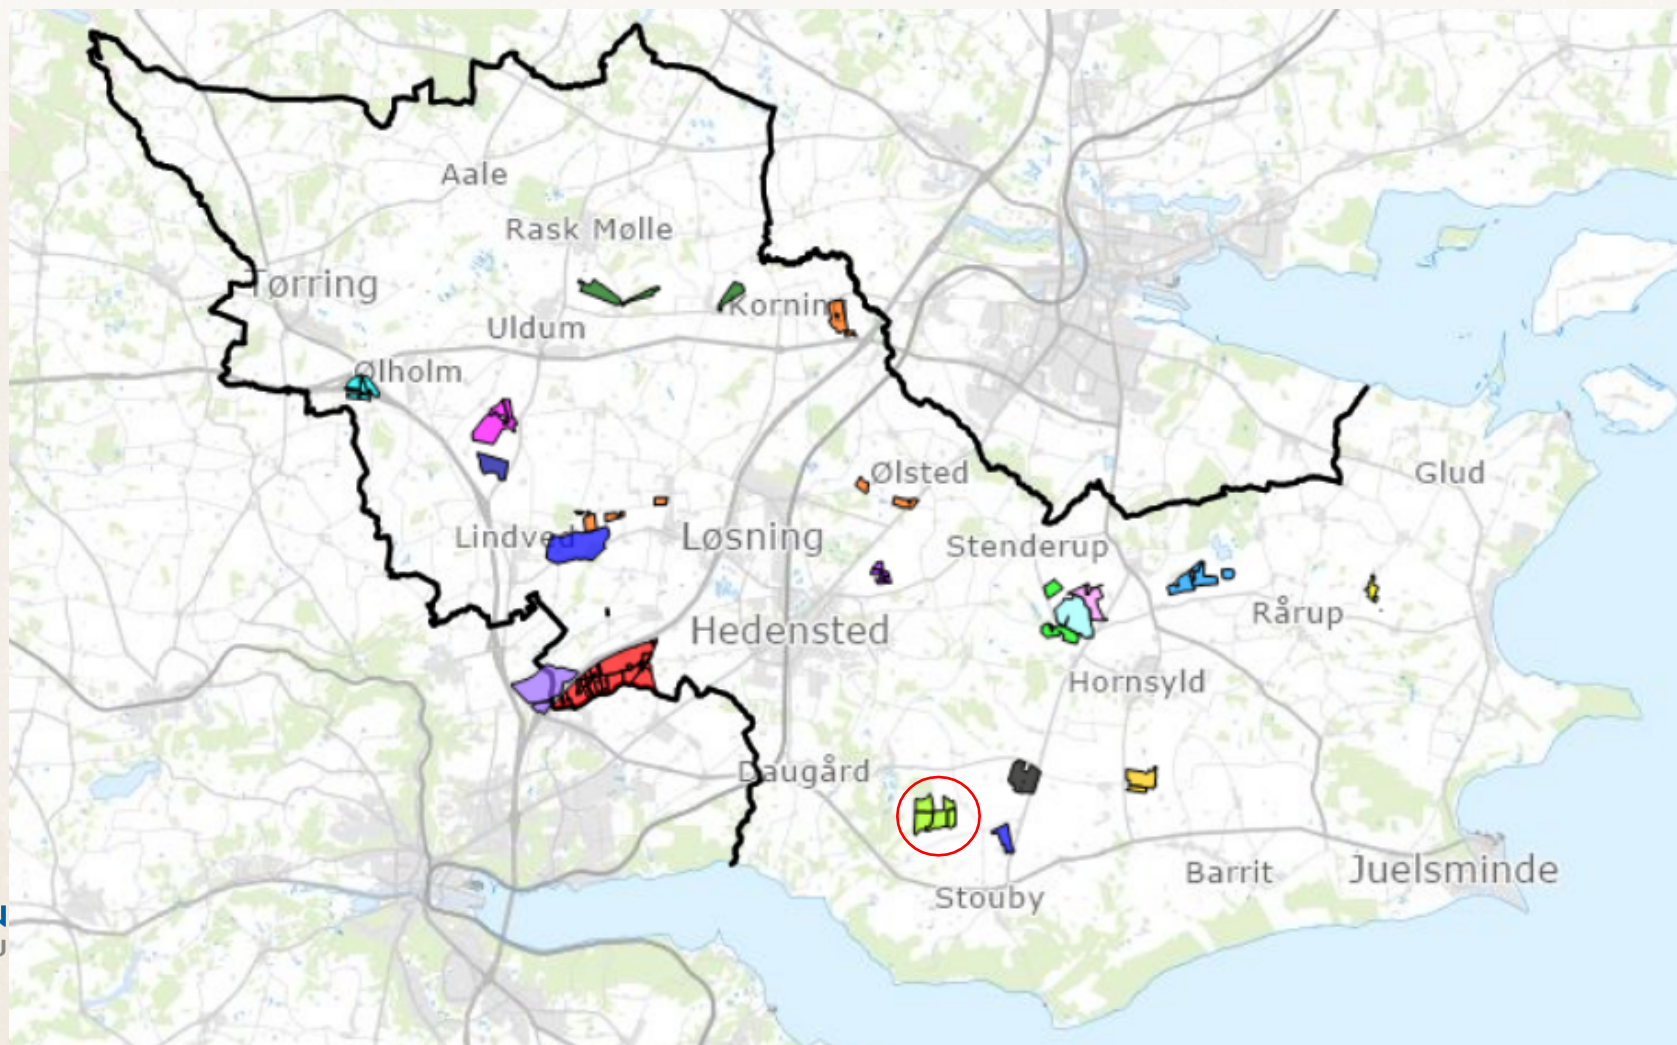 Aale
Rask Mølle
Tørring
Korning
Uldum
Ølholm
Ølsted
Glud
Lindved
Løsning
Stenderup
Rårup
Hedensted
Hornsyld
Daugård
Juelsminde
Barrit
Stouby